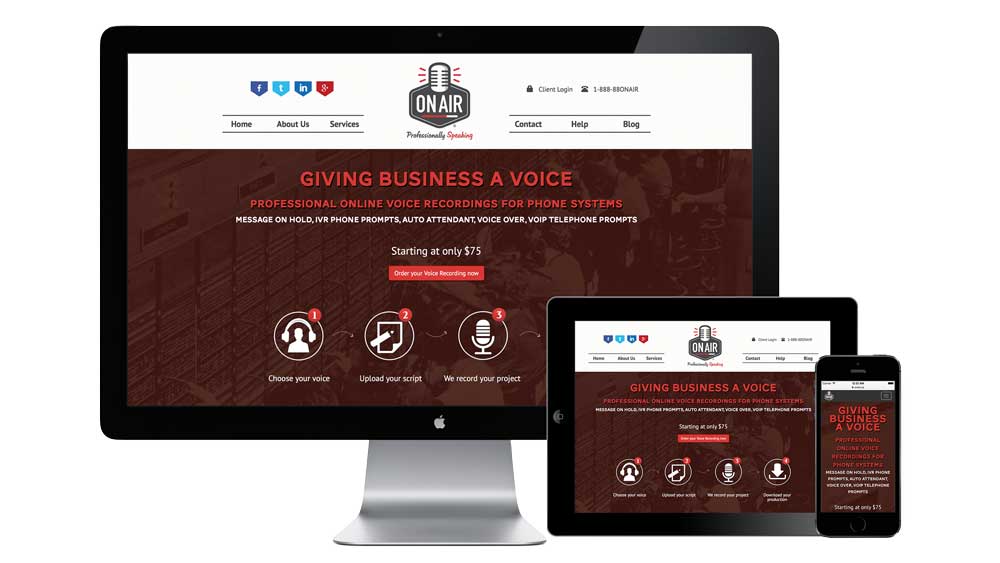 f t in g+
ON AIR
Professionally Speaking
Client Login 1-888-88ONAIR
Home About Us Services
Contact Help Blog
GIVING BUSINESS A VOICE
PROFESSIONAL ONLINE VOICE RECORDINGS FOR PHONE SYSTEMS
MESSAGE ON HOLD, IVR PHONE PROMPTS, AUTO ATTENDANT, VOICE OVER, VOIP TELEPHONE PROMPTS
Starting at only $75
Order your Voice Recording now
1 2 3
Choose your voice Upload your script We record your project
f t in g+
ON AIR
Professionally Speaking
Client Login 1-888-88ONAIR
Home About Us Services
Contact Help Blog
GIVING BUSINESS A VOICE
PROFESSIONAL ONLINE VOICE RECORDINGS FOR PHONE SYSTEMS
MESSAGE ON HOLD, IVR PHONE PROMPTS, AUTO ATTENDANT, VOICE OVER, VOIP TELEPHONE PROMPTS
Starting at only $75
Order your Voice Recording now
1 2 3 4
Choose your voice Upload your script We record your project Download your
production
GIVING
BUSINESS
A VOICE
PROFESSIONAL
ONLINE VOICE
RECORDINGS FOR
PHONE SYSTEMS
MESSAGE ON HOLD, IVR PHONE
PROMPTS, AUTO ATTENDANT,
VOICE OVER, VOIP TELEPHONE
PROMPTS
Starting at only $75